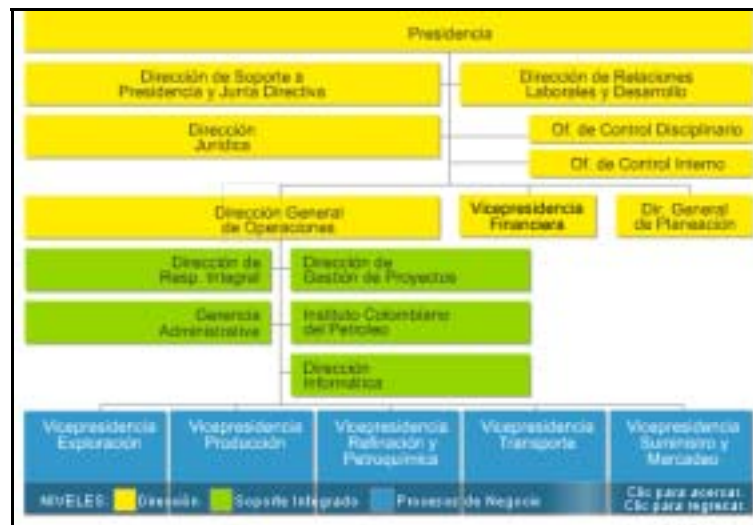 Presidencia
Dirección de Soporte a
Presidencia y Junta Directiva
Dirección de Relaciones
Laborales y Desarrollo
Dirección
Jurídica
Of. de Control Disciplinario
Of. de Control Interno
Dirección General
de Operaciones
Vicepresidencia
Financiera
Dir. General
de Planeación
Dirección de
Resp. Integral
Dirección de
Gestión de Proyectos
Gerencia
Administrativa
Instituto Colombiano
del Petroleo
Dirección
Informática
Vicepresidencia
Exploración
Vicepresidencia
Producción
Vicepresidencia
Refinación y
Petroquímica
Vicepresidencia
Transporte
Vicepresidencia
Suministro y
Mercadeo
NIVELES: Dirección Soporte Integrado Procesos de Negocio
Clic para acercar.
Clic para regresar.